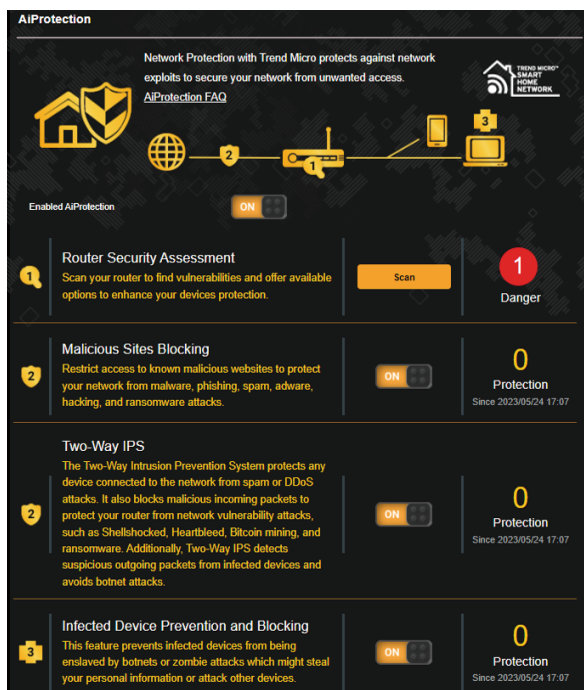 AiProtection
Network Protection with Trend Micro protects against network
exploits to secure your network from unwanted access.
AiProtection FAQ
TREND MICRO™
SMART
HOME
NETWORK
3
2
1
Enabled AiProtection
ON
1
Router Security Assessment
Scan your router to find vulnerabilities and offer available
options to enhance your devices protection.
Scan
1
Danger
2
Malicious Sites Blocking
Restrict access to known malicious websites to protect
your network from malware, phishing, spam, adware,
hacking, and ransomware attacks.
ON
0
Protection
Since 2023/05/24 17:07
2
Two-Way IPS
The Two-Way Intrusion Prevention System protects any
device connected to the network from spam or DDoS
attacks. It also blocks malicious incoming packets to
protect your router from network vulnerability attacks,
such as Shellshocked, Heartbleed, Bitcoin mining, and
ransomware. Additionally, Two-Way IPS detects
suspicious outgoing packets from infected devices and
avoids botnet attacks.
ON
0
Protection
Since 2023/05/24 17:07
3
Infected Device Prevention and Blocking
This feature prevents infected devices from being
enslaved by botnets or zombie attacks which might steal
your personal information or attack other devices.
ON
0
Protection
Since 2023/05/24 17:07